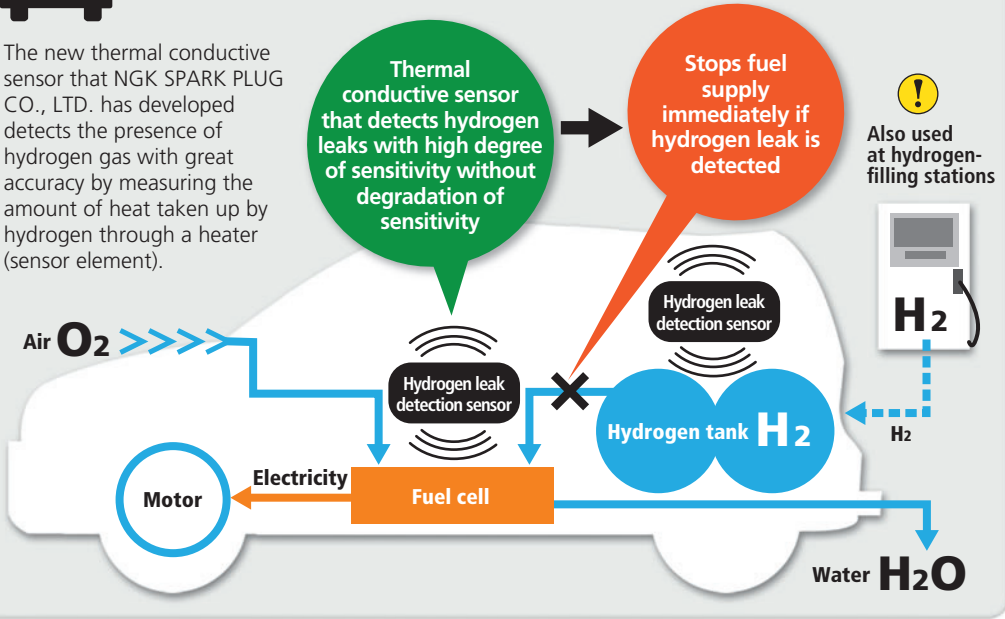 The new thermal conductive
sensor that NGK SPARK PLUG
CO., LTD. has developed
detects the presence of
hydrogen gas with great
accuracy by measuring the
amount of heat taken up by
hydrogen through a heater
(sensor element).
Thermal
conductive sensor
that detects hydrogen
leaks with high degree
of sensitivity without
degradation of
sensitivity
Stops fuel
supply
immediately if
hydrogen leak is
detected
!
Also used
at hydrogen-
filling stations
H2
Hydrogen leak
detection sensor
Air O2
Hydrogen leak
detection sensor
Hydrogen tank H2
H2
Motor
Electricity
Fuel cell
Water H2O